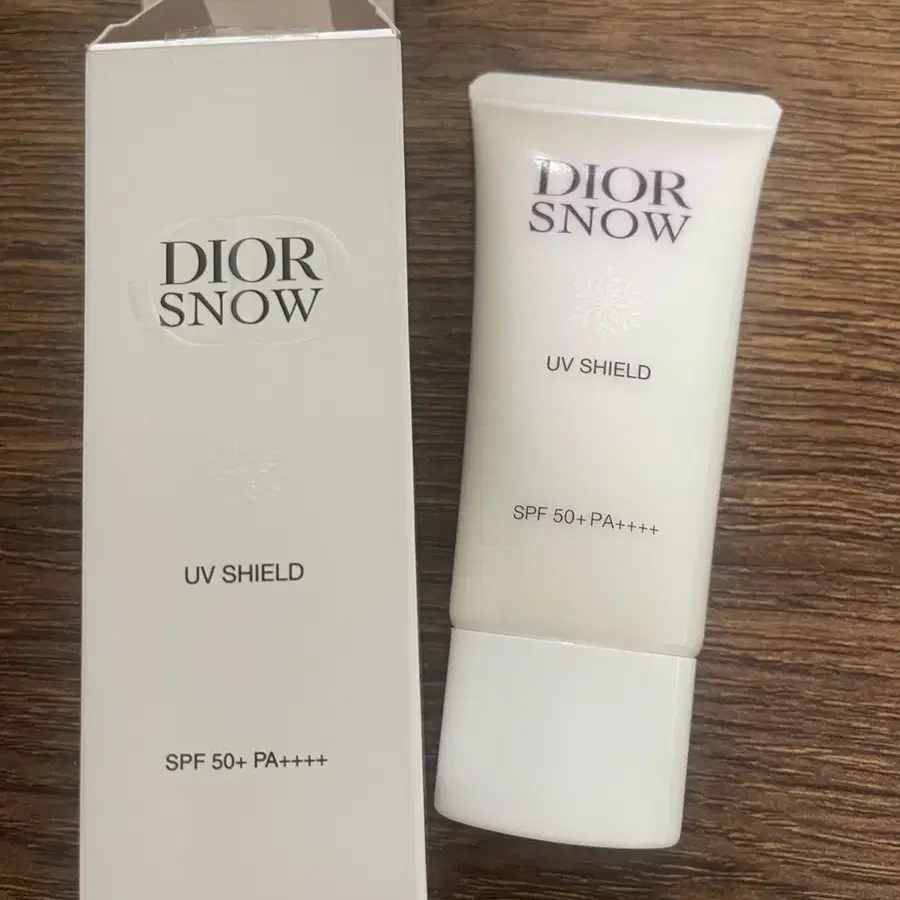 DIOR
SNOW
UV SHIELD
SPF 50+ PA++++
DIOR
SNOW
UV SHIELD
SPF 50+ PA++++